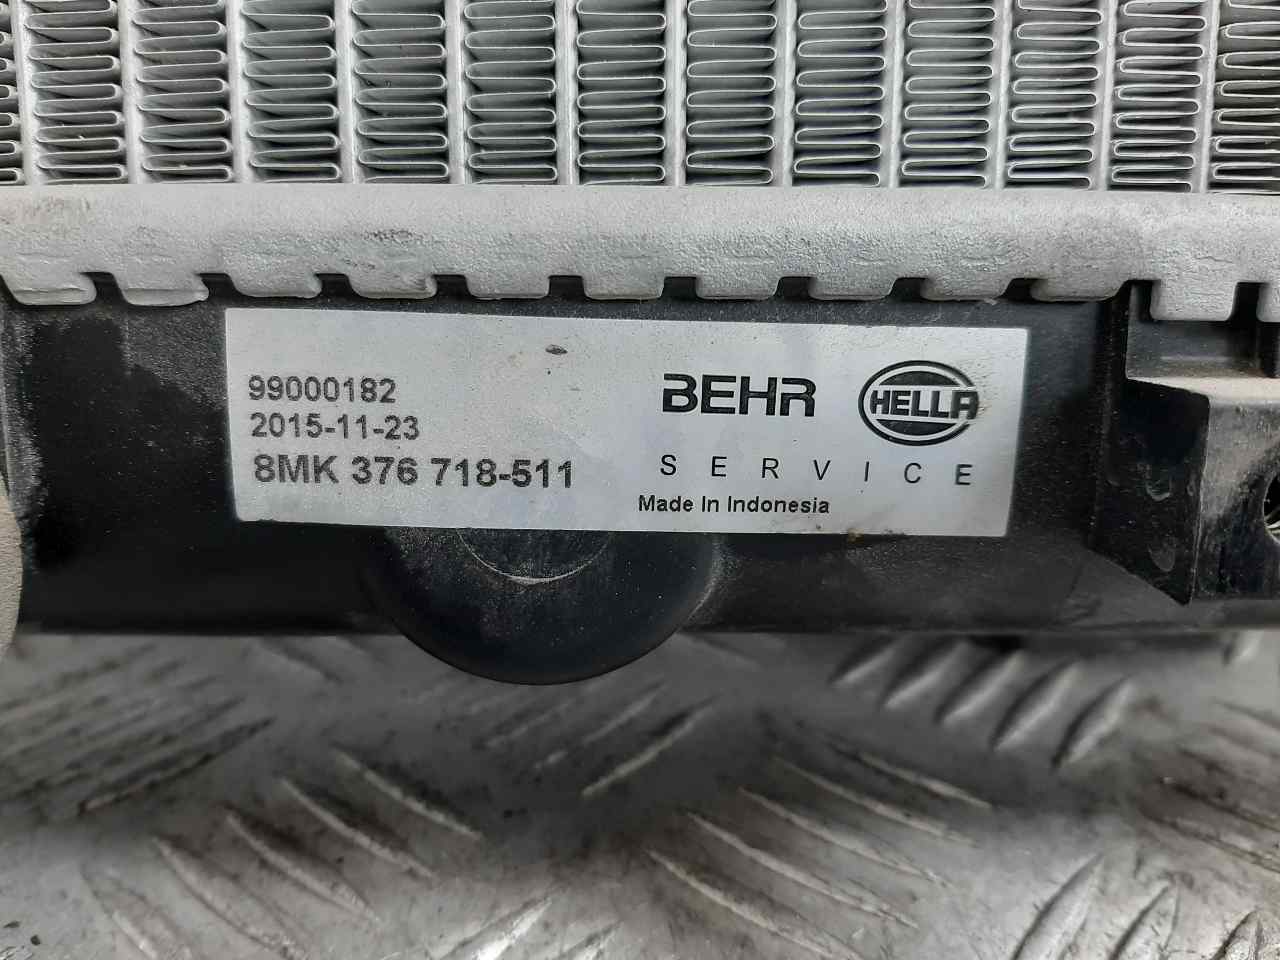 99000182
2015-11-23
8MK 376 718-511
BEHR HELLA
SERVICE
Made In Indonesia